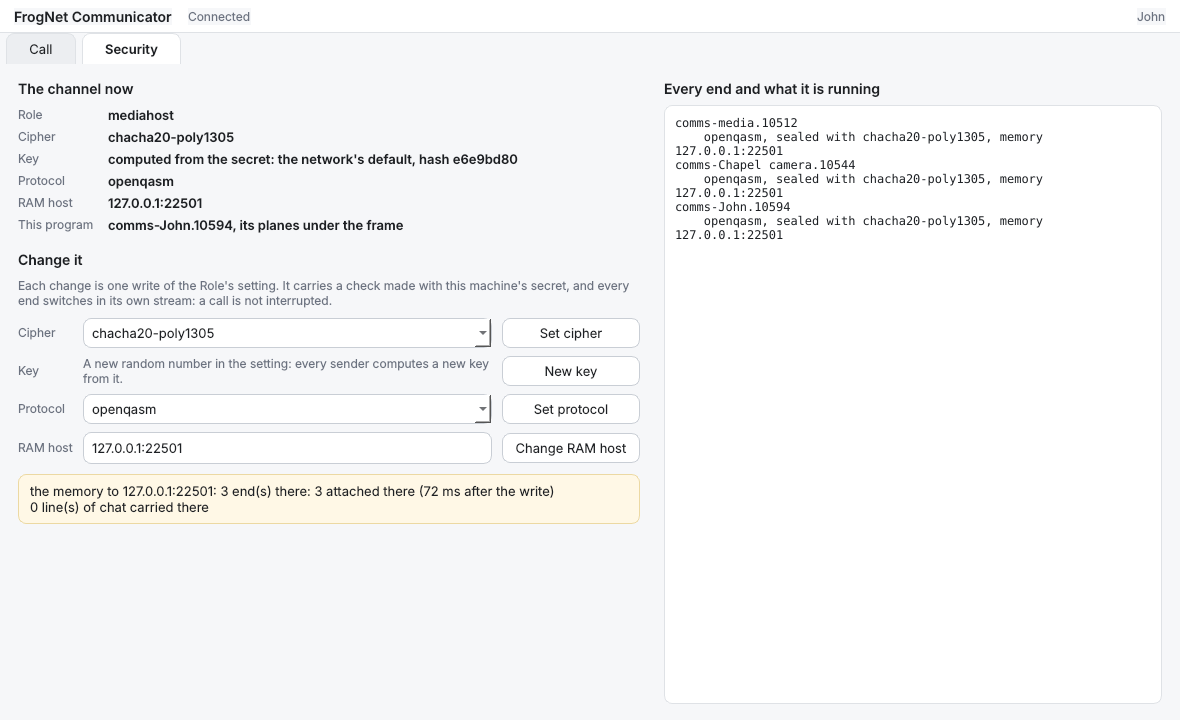 FrogNet Communicator Connected John
Call Security
The channel now
Role mediahost
Cipher chacha20-poly1305
Key computed from the secret: the network's default, hash e6e9bd80
Protocol openqasm
RAM host 127.0.0.1:22501
This program comms-John.10594, its planes under the frame
Change it
Each change is one write of the Role's setting. It carries a check made with this machine's secret, and every
end switches in its own stream: a call is not interrupted.
Cipher chacha20-poly1305 Set cipher
Key A new random number in the setting: every sender computes a new key
from it. New key
Protocol openqasm Set protocol
RAM host 127.0.0.1:22501 Change RAM host
the memory to 127.0.0.1:22501: 3 end(s) there: 3 attached there (72 ms after the write)
0 line(s) of chat carried there
Every end and what it is running
comms-media.10512
openqasm, sealed with chacha20-poly1305, memory
127.0.0.1:22501
comms-Chapel camera.10544
openqasm, sealed with chacha20-poly1305, memory
127.0.0.1:22501
comms-John.10594
openqasm, sealed with chacha20-poly1305, memory
127.0.0.1:22501